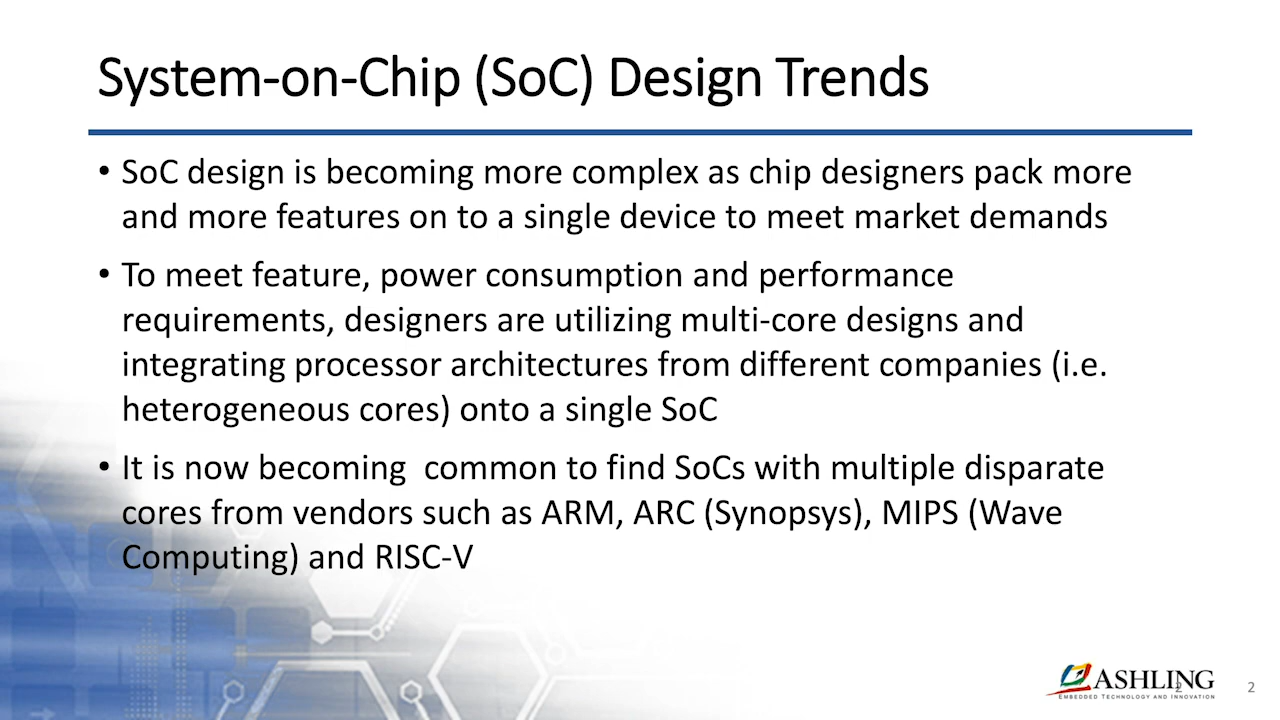 System-on-Chip (SoC) Design Trends
• SoC design is becoming more complex as chip designers pack more
and more features on to a single device to meet market demands
• To meet feature, power consumption and performance
requirements, designers are utilizing multi-core designs and
integrating processor architectures from different companies (i.e.
heterogeneous cores) onto a single SoC
• It is now becoming  common to find SoCs with multiple disparate
cores from vendors such as ARM, ARC (Synopsys), MIPS (Wave
Computing) and RISC-V
ASHLING
EMBEDDED TECHNOLOGY AND INNOVATION
2
2